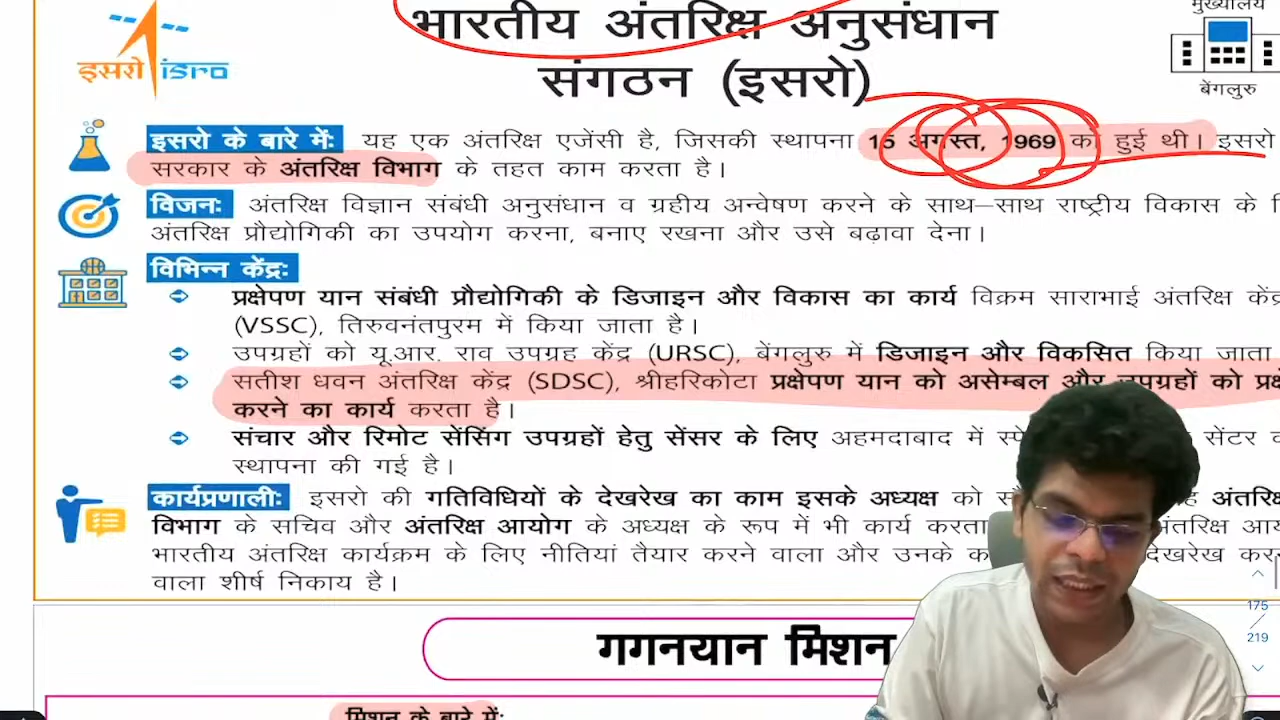 इसरो isro
भारतीय अंतरिक्ष अनुसंधान
संगठन (इसरो)
मुख्यालय
बेंगलुरु
इसरो के बारे में: यह एक अंतरिक्ष एजेंसी है, जिसकी स्थापना 15 अगस्त, 1969 को हुई थी। इसरो
सरकार के अंतरिक्ष विभाग के तहत काम करता है।
विजन: अंतरिक्ष विज्ञान संबंधी अनुसंधान व ग्रहीय अन्वेषण करने के साथ–साथ राष्ट्रीय विकास के
अंतरिक्ष प्रौद्योगिकी का उपयोग करना, बनाए रखना और उसे बढ़ावा देना।
विभिन्न केंद्र:
प्रक्षेपण यान संबंधी प्रौद्योगिकी के डिजाइन और विकास का कार्य विक्रम साराभाई अंतरिक्ष केंद्र
(VSSC), तिरुवनंतपुरम में किया जाता है।
उपग्रहों को यू.आर. राव उपग्रह केंद्र (URSC), बेंगलुरु में डिजाइन और विकसित किया जाता
सतीश धवन अंतरिक्ष केंद्र (SDSC), श्रीहरिकोटा प्रक्षेपण यान को असेम्बल और उपग्रहों को
करने का कार्य करता है।
संचार और रिमोट सेंसिंग उपग्रहों हेतु सेंसर के लिए अहमदाबाद में सेंटर
स्थापना की गई है।
कार्यप्रणाली: इसरो की गतिविधियों के देखरेख का काम इसके अध्यक्ष को
विभाग के सचिव और अंतरिक्ष आयोग के अध्यक्ष के रूप में भी कार्य करता
भारतीय अंतरिक्ष कार्यक्रम के लिए नीतियां तैयार करने वाला और उनके देखरेख
वाला शीर्ष निकाय है।
175
219
गगनयान मिशन
मिशन के बारे में: